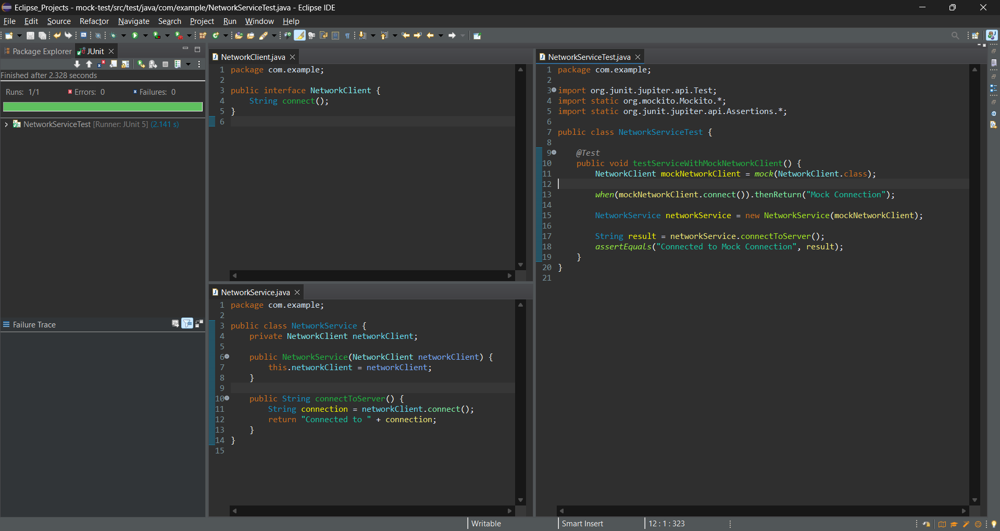 Eclipse_Projects - mock-test/src/test/java/com/example/NetworkServiceTest.java - Eclipse IDE
File Edit Source Refactor Navigate Search Project Run Window Help
Package Explorer JUnit
Finished after 2.328 seconds
Runs: 1/1 Errors: 0 Failures: 0
NetworkServiceTest [Runner: JUnit 5] (2.141 s)
Failure Trace
NetworkClient.java
1 package com.example;
2
3 public interface NetworkClient {
4 String connect();
5 }
6
NetworkService.java
1 package com.example;
2
3 public class NetworkService {
4 private NetworkClient networkClient;
5
6 public NetworkService(NetworkClient networkClient) {
7 this.networkClient = networkClient;
8 }
9
10 public String connectToServer() {
11 String connection = networkClient.connect();
12 return "Connected to " + connection;
13 }
14 }
15
NetworkServiceTest.java
1 package com.example;
2
3 import org.junit.jupiter.api.Test;
4 import static org.mockito.Mockito.*;
5 import static org.junit.jupiter.api.Assertions.*;
6
7 public class NetworkServiceTest {
8
9 @Test
10 public void testServiceWithMockNetworkClient() {
11 NetworkClient mockNetworkClient = mock(NetworkClient.class);
12
13 when(mockNetworkClient.connect()).thenReturn("Mock Connection");
14
15 NetworkService networkService = new NetworkService(mockNetworkClient);
16
17 String result = networkService.connectToServer();
18 assertEquals("Connected to Mock Connection", result);
19 }
20 }
21
Writable Smart Insert 12 : 1 : 323